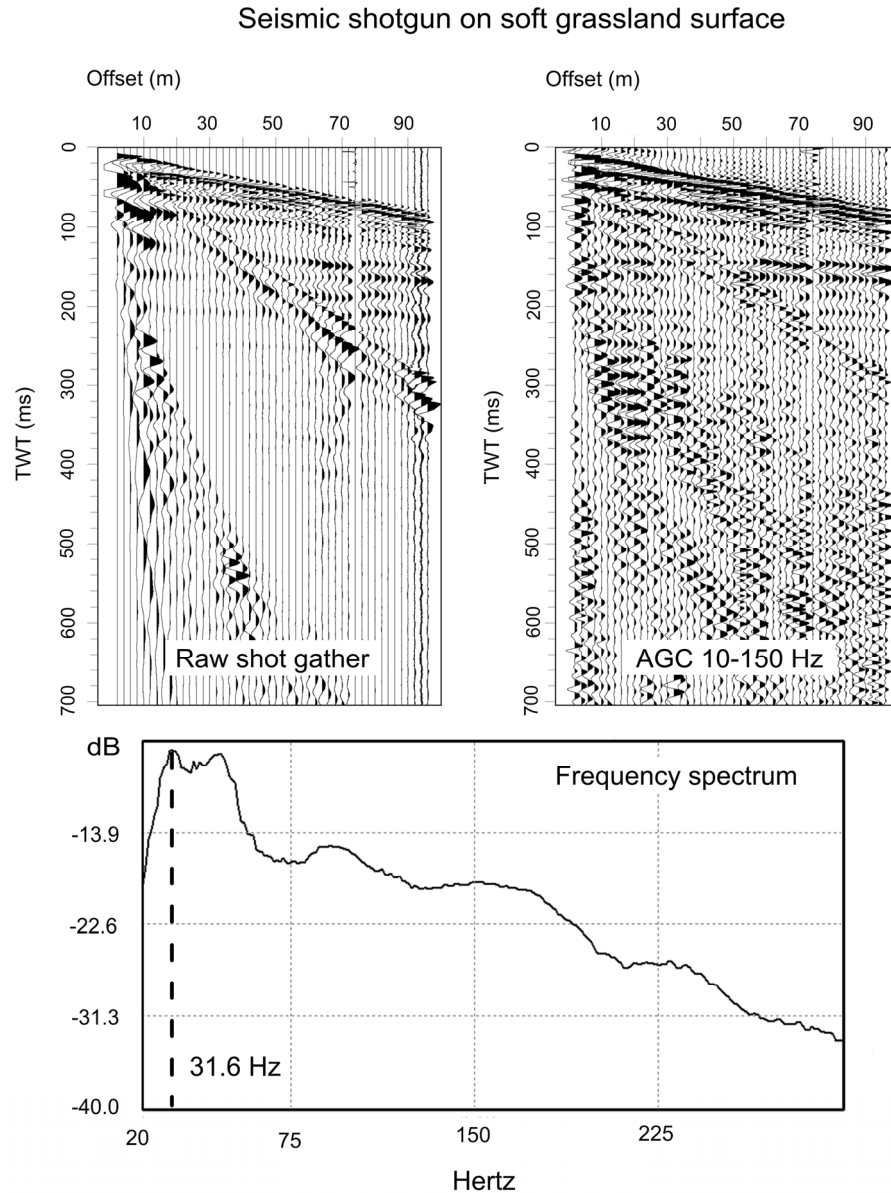 Seismic shotgun on soft grassland surface
Offset (m)
10 30 50 70 90
0
100
200
300
400
500
600
700
TWT (ms)
Raw shot gather
Offset (m)
10 30 50 70 90
0
100
200
300
400
500
600
700
TWT (ms)
AGC 10-150 Hz
dB
Frequency spectrum
-13.9
-22.6
-31.3
31.6 Hz
-40.0
20 75 150 225
Hertz